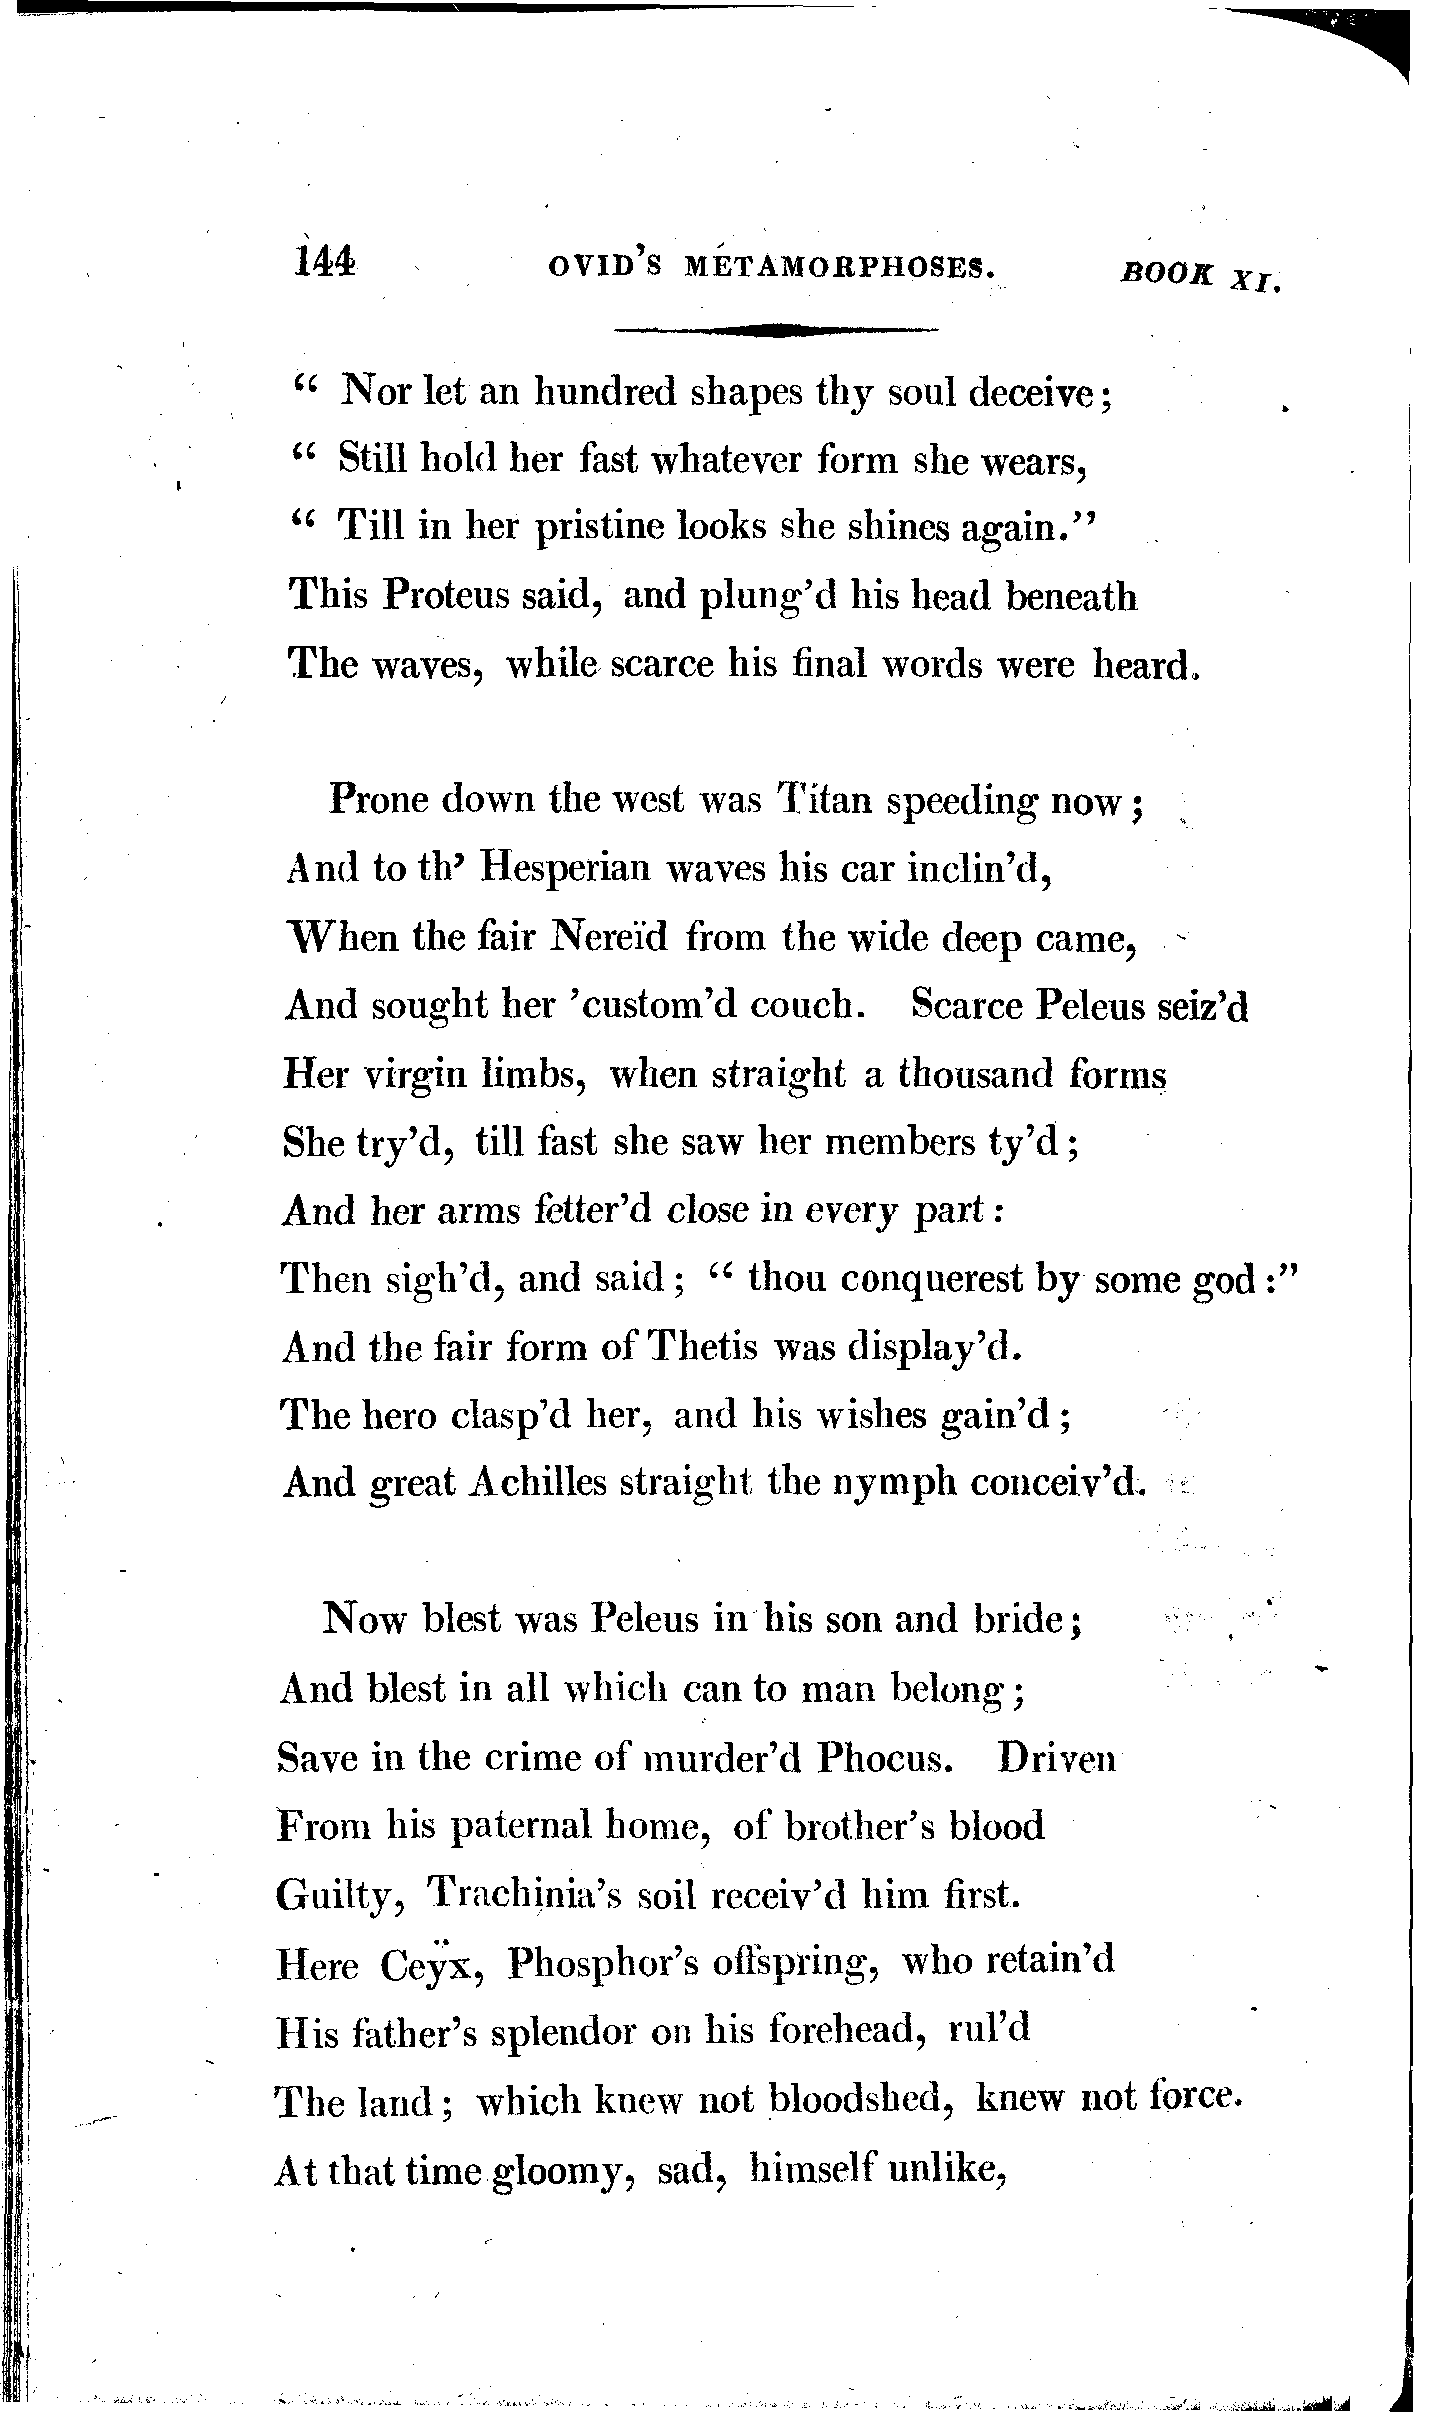 144 OVID'S METAMORPHOSES. BOOK XI.
“ Nor let an hundred shapes thy soul deceive;
“ Still hold her fast whatever form she wears,
“ Till in her pristine looks she shines again.”
This Proteus said, and plung'd his head beneath
The waves, while scarce his final words were heard.
Prone down the west was Titan speeding now;
And to th' Hesperian waves his car inclin'd,
When the fair Nereïd from the wide deep came,
And sought her 'custom'd couch. Scarce Peleus seiz'd
Her virgin limbs, when straight a thousand forms
She try'd, till fast she saw her members ty'd;
And her arms fetter'd close in every part:
Then sigh'd, and said; “ thou conquerest by some god:”
And the fair form of Thetis was display'd.
The hero clasp'd her, and his wishes gain'd;
And great Achilles straight the nymph conceiv'd.
Now blest was Peleus in his son and bride;
And blest in all which can to man belong;
Save in the crime of murder'd Phocus. Driven
From his paternal home, of brother's blood
Guilty, Trachinia's soil receiv'd him first.
Here Ceÿx, Phosphor's offspring, who retain'd
His father's splendor on his forehead, rul'd
The land; which knew not bloodshed, knew not force.
At that time gloomy, sad, himself unlike,